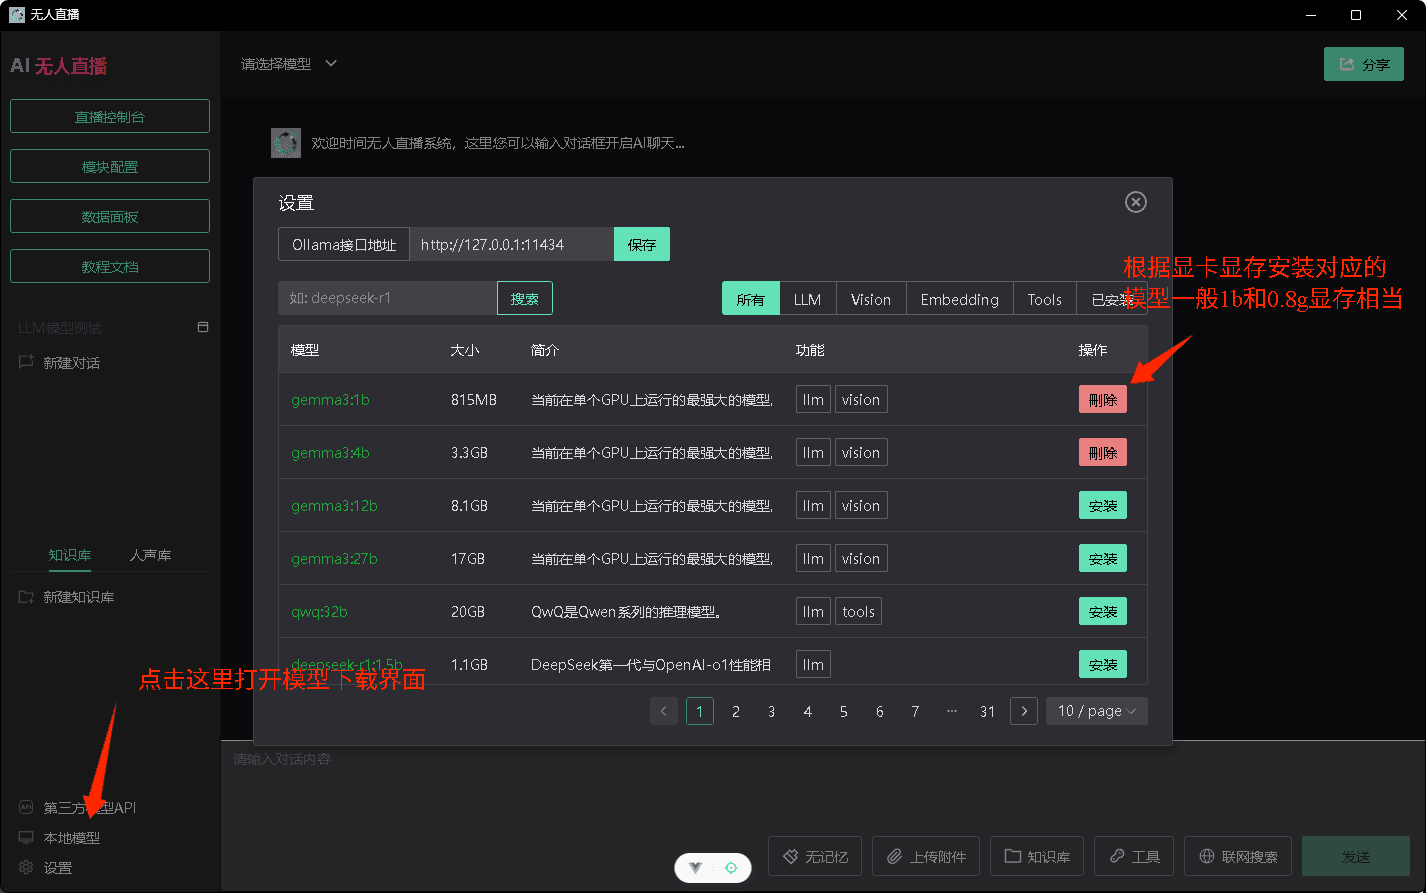 无人直播
AI 无人直播
请选择模型
分享
直播控制台
模块配置
数据面板
教程文档
LLM模型测试
新建对话
欢迎时间无人直播系统，这里您可以输入对话框开启AI聊天...
设置
Ollama接口地址 http://127.0.0.1:11434 保存
根据显卡显存安装对应的
模型一般1b和0.8g显存相当
如: deepseek-r1 搜索
所有 LLM Vision Embedding Tools 已安装
模型 大小 简介 功能 操作
gemma3:1b 815MB 当前在单个GPU上运行的最强大的模型, llm vision 刪除
gemma3:4b 3.3GB 当前在单个GPU上运行的最强大的模型, llm vision 刪除
gemma3:12b 8.1GB 当前在单个GPU上运行的最强大的模型, llm vision 安装
gemma3:27b 17GB 当前在单个GPU上运行的最强大的模型, llm vision 安装
qwq:32b 20GB QwQ是Qwen系列的推理模型。 llm tools 安装
deepseek-r1:1.5b 1.1GB DeepSeek第一代与OpenAI-o1性能相 llm 安装
1 2 3 4 5 6 7 ··· 31 10 / page
知识库 人声库
新建知识库
点击这里打开模型下载界面
请输入对话内容
API 第三方模型API
本地模型
设置
无记忆 上传附件 知识库 工具 联网搜索 发送